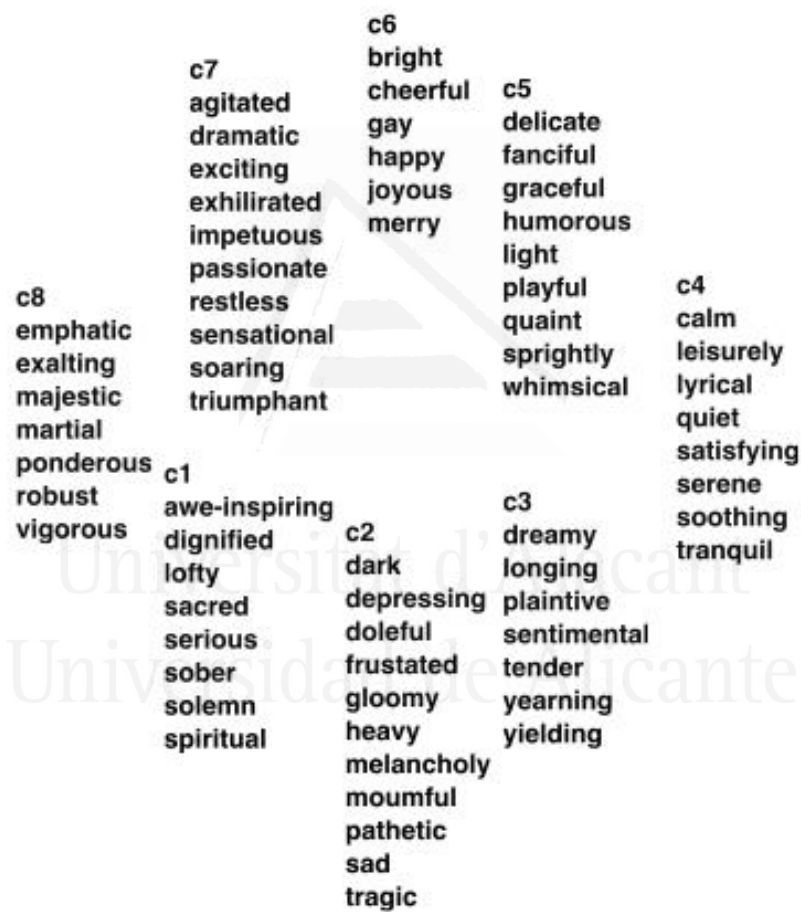 c6
bright
cheerful
gay
happy
joyous
merry
c7
agitated
dramatic
exciting
exhilirated
impetuous
passionate
restless
sensational
soaring
triumphant
c5
delicate
fanciful
graceful
humorous
light
playful
quaint
sprightly
whimsical
c8
emphatic
exalting
majestic
martial
ponderous
robust
vigorous
c4
calm
leisurely
lyrical
quiet
satisfying
serene
soothing
tranquil
c1
awe-inspiring
dignified
lofty
sacred
serious
sober
solemn
spiritual
c2
dark
depressing
doleful
frustated
gloomy
heavy
melancholy
moumful
pathetic
sad
tragic
c3
dreamy
longing
plaintive
sentimental
tender
yearning
yielding
Universitat d'Alacant
Universidad de Alicante